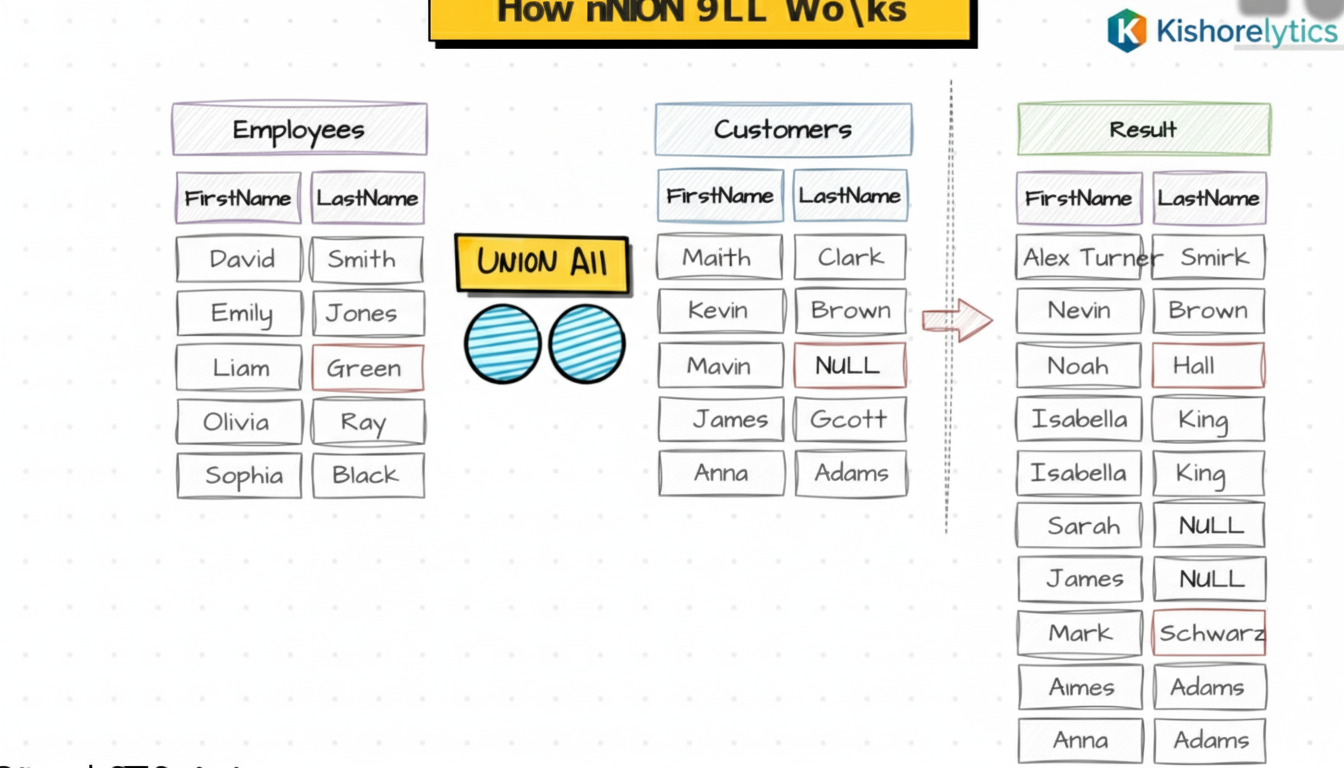 How nNION 9LL Wo\ks
Kishorelytics
Employees
FirstName LastName
David Smith
Emily Jones
Liam Green
Olivia Ray
Sophia Black
UNION All
Customers
FirstName LastName
Maith Clark
Kevin Brown
Mavin NULL
James Gcott
Anna Adams
Result
FirstName LastName
Alex Turner Smirk
Nevin Brown
Noah Hall
Isabella King
Isabella King
Sarah NULL
James NULL
Mark Schwarz
Aımes Adams
Anna Adams